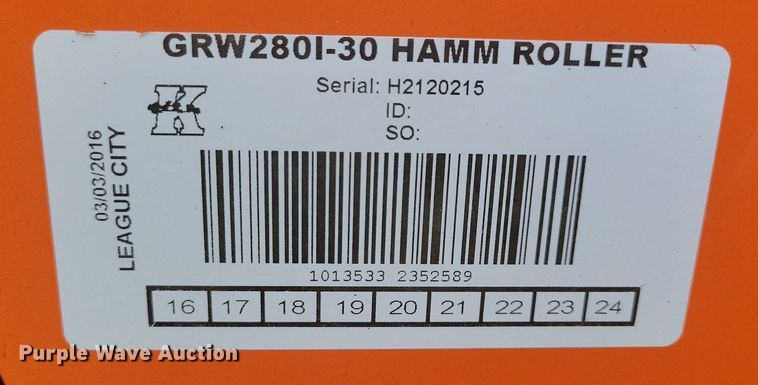 GRW280I-30 HAMM ROLLER
Serial: H2120215
ID:
SO:
K
03/03/2016
LEAGUE CITY
1013533 2352589
16 17 18 19 20 21 22 23 24
Purple Wave Auction